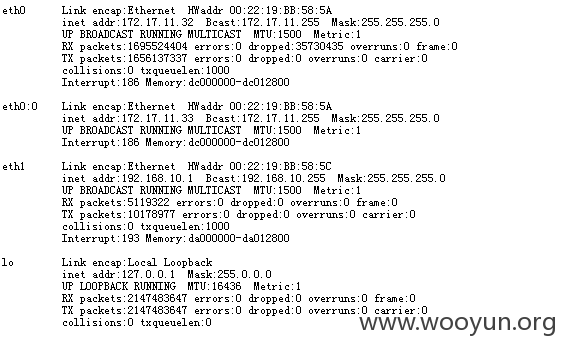 eth0 Link encap:Ethernet HWaddr 00:22:19:BB:58:5A
inet addr:172.17.11.32 Bcast:172.17.11.255 Mask:255.255.255.0
UP BROADCAST RUNNING MULTICAST MTU:1500 Metric:1
RX packets:1695524404 errors:0 dropped:35730435 overruns:0 frame:0
TX packets:1656137337 errors:0 dropped:0 overruns:0 carrier:0
collisions:0 txqueuelen:1000
Interrupt:186 Memory:dc000000-dc012800
eth0:0 Link encap:Ethernet HWaddr 00:22:19:BB:58:5A
inet addr:172.17.11.33 Bcast:172.17.11.255 Mask:255.255.255.0
UP BROADCAST RUNNING MULTICAST MTU:1500 Metric:1
Interrupt:186 Memory:dc000000-dc012800
eth1 Link encap:Ethernet HWaddr 00:22:19:BB:58:5C
inet addr:192.168.10.1 Bcast:192.168.10.255 Mask:255.255.255.0
UP BROADCAST RUNNING MULTICAST MTU:1500 Metric:1
RX packets:5119322 errors:0 dropped:0 overruns:0 frame:0
TX packets:10178977 errors:0 dropped:0 overruns:0 carrier:0
collisions:0 txqueuelen:1000
Interrupt:193 Memory:da000000-da012800
lo Link encap:Local Loopback
inet addr:127.0.0.1 Mask:255.0.0.0
UP LOOPBACK RUNNING MTU:16436 Metric:1
RX packets:2147483647 errors:0 dropped:0 overruns:0 frame:0
TX packets:2147483647 errors:0 dropped:0 overruns:0 carrier:0
collisions:0 txqueuelen:0
www.wooyun.org